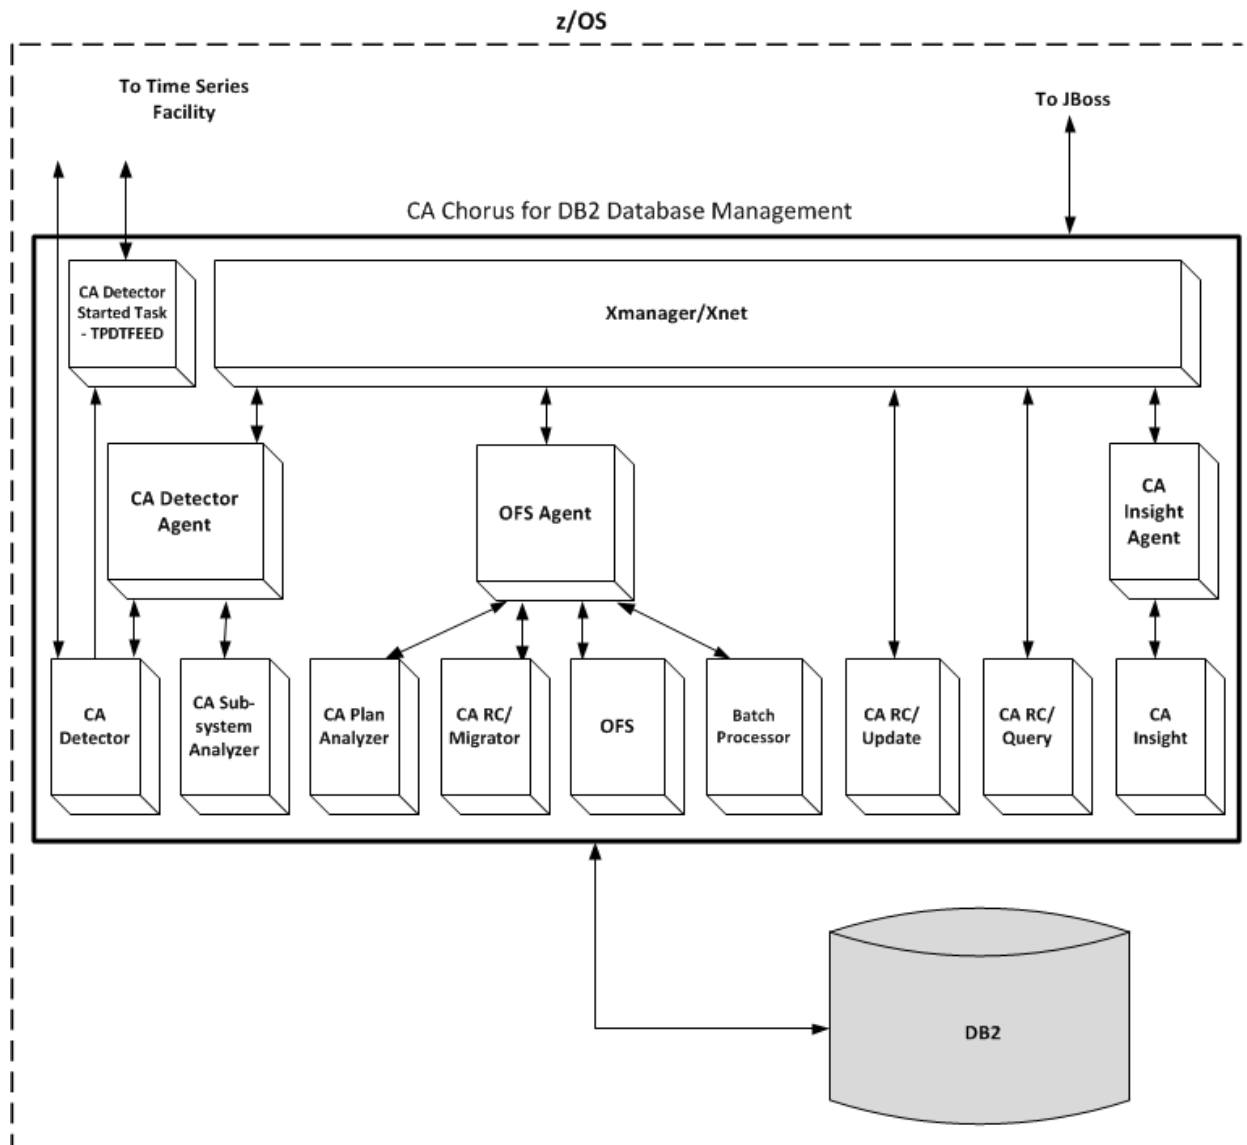 z/OS
To Time Series
Facility
To JBoss
CA Chorus for DB2 Database Management
CA Detector
Started Task
- TPDTFEED
Xmanager/Xnet
CA Detector
Agent
OFS Agent
CA
Insight
Agent
CA
Detector
CA Sub-
system
Analyzer
CA Plan
Analyzer
CA RC/
Migrator
OFS
Batch
Processor
CA RC/
Update
CA RC/
Query
CA
Insight
DB2